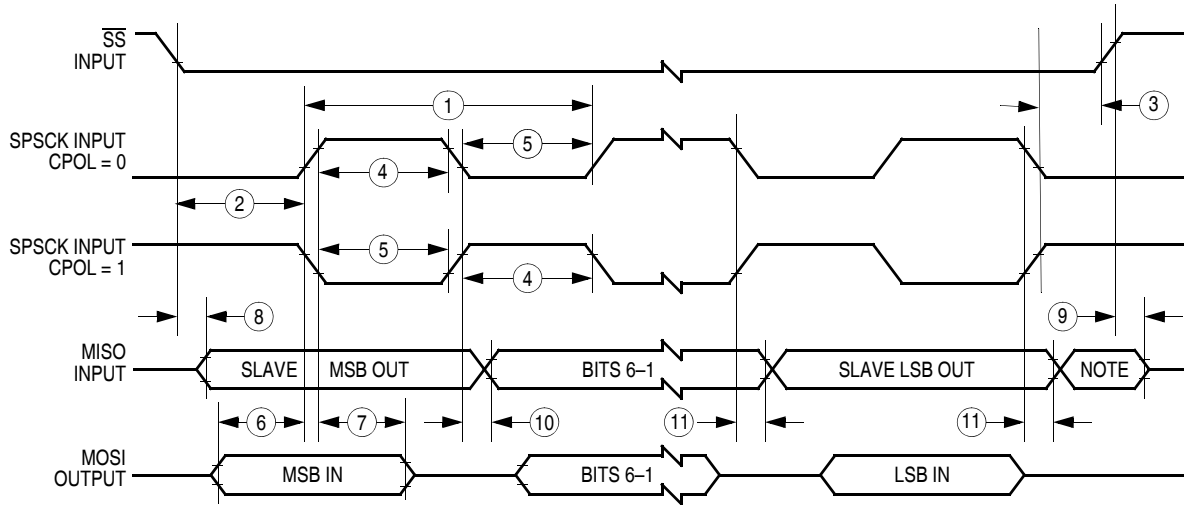 SS
INPUT
3
1
SPSCK INPUT
CPOL = 0
5
4
2
SPSCK INPUT
CPOL = 1
5
4
8
9
MISO
INPUT
SLAVE MSB OUT
BITS 6–1
SLAVE LSB OUT
NOTE
6
7
10
11
11
MOSI
OUTPUT
MSB IN
BITS 6–1
LSB IN